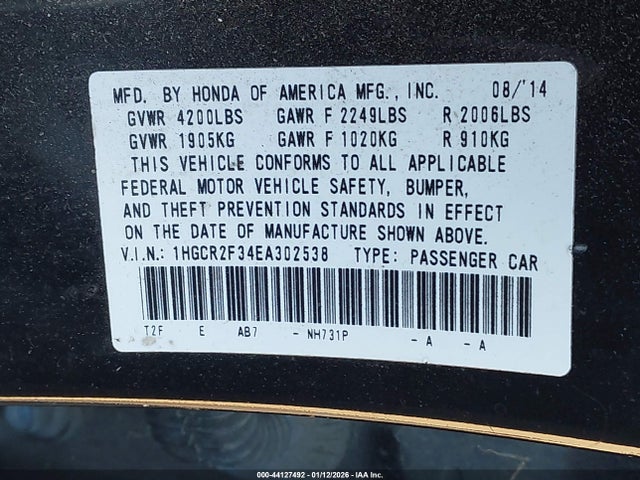 MFD. BY HONDA OF AMERICA MFG., INC. 08/'14
GVWR 4200LBS GAWR F 2249LBS R 2006LBS
GVWR 1905KG GAWR F 1020KG R 910KG
THIS VEHICLE CONFORMS TO ALL APPLICABLE
FEDERAL MOTOR VEHICLE SAFETY, BUMPER,
AND THEFT PREVENTION STANDARDS IN EFFECT
ON THE DATE OF MANUFACTURE SHOWN ABOVE.
V.I.N.: 1HGCR2F34EA302538 TYPE: PASSENGER CAR
T2F E AB7 - NH731P - A - A
000-44127492 - 01/12/2026 - IAA Inc.